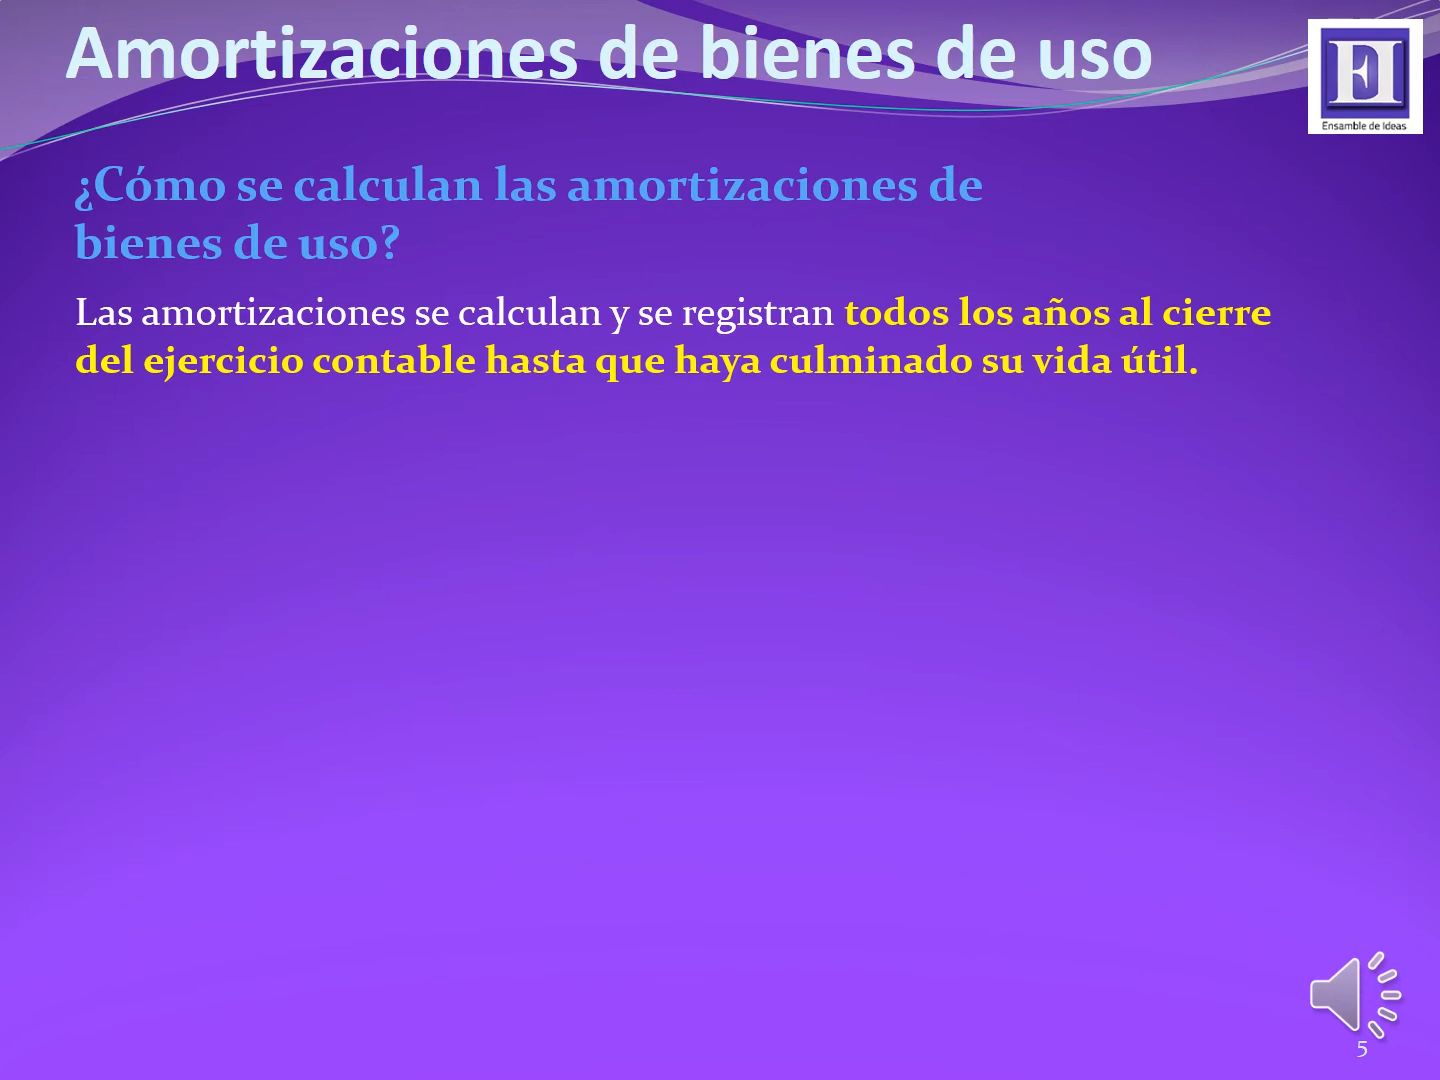 Amortizaciones de bienes de uso
EI
Ensamble de Ideas
¿Cómo se calculan las amortizaciones de
bienes de uso?
Las amortizaciones se calculan y se registran todos los años al cierre
del ejercicio contable hasta que haya culminado su vida útil.
5